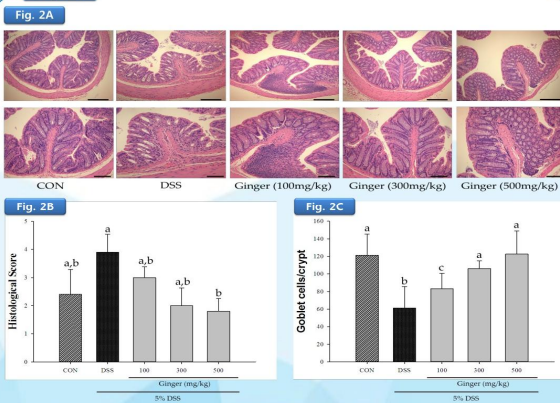 Fig. 2A
CON DSS Ginger (100mg/kg) Ginger (300mg/kg) Ginger (500mg/kg)
Fig. 2B
Histological Score
5
4
3
2
1
0
a,b a a,b a,b b
CON DSS 100 300 500
Ginger (mg/kg)
5% DSS
Fig. 2C
Goblet cells/crypt
160
140
120
100
80
60
40
20
0
a b c a a
CON DSS 100 300 500
Ginger (mg/kg)
5% DSS